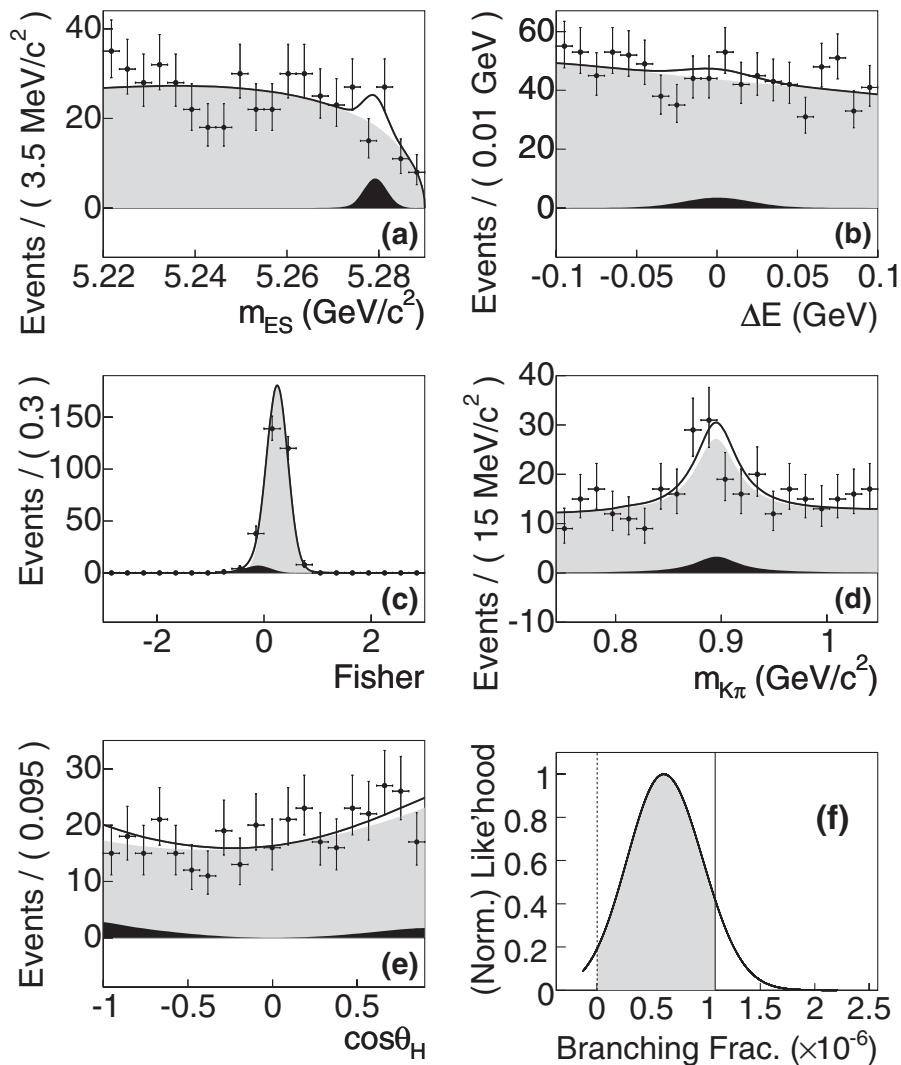 Events / ( 3.5 MeV/c²)
40
20
0
(a)
5.22 5.24 5.26 5.28
m_ES (GeV/c²)
Events / ( 0.01 GeV )
60
40
20
0
(b)
-0.1 -0.05 0 0.05 0.1
ΔE (GeV)
Events / ( 0.3 )
150
100
50
0
(c)
-2 0 2
Fisher
Events / ( 15 MeV/c²)
40
30
20
10
0
-10
(d)
0.8 0.9 1
m_Kπ (GeV/c²)
Events / ( 0.095 )
30
20
10
0
(e)
-1 -0.5 0 0.5
cosθ_H
(Norm.) Like'hood
1
0.8
0.6
0.4
0.2
0
(f)
0 0.5 1 1.5 2 2.5
Branching Frac. (×10⁻⁶)